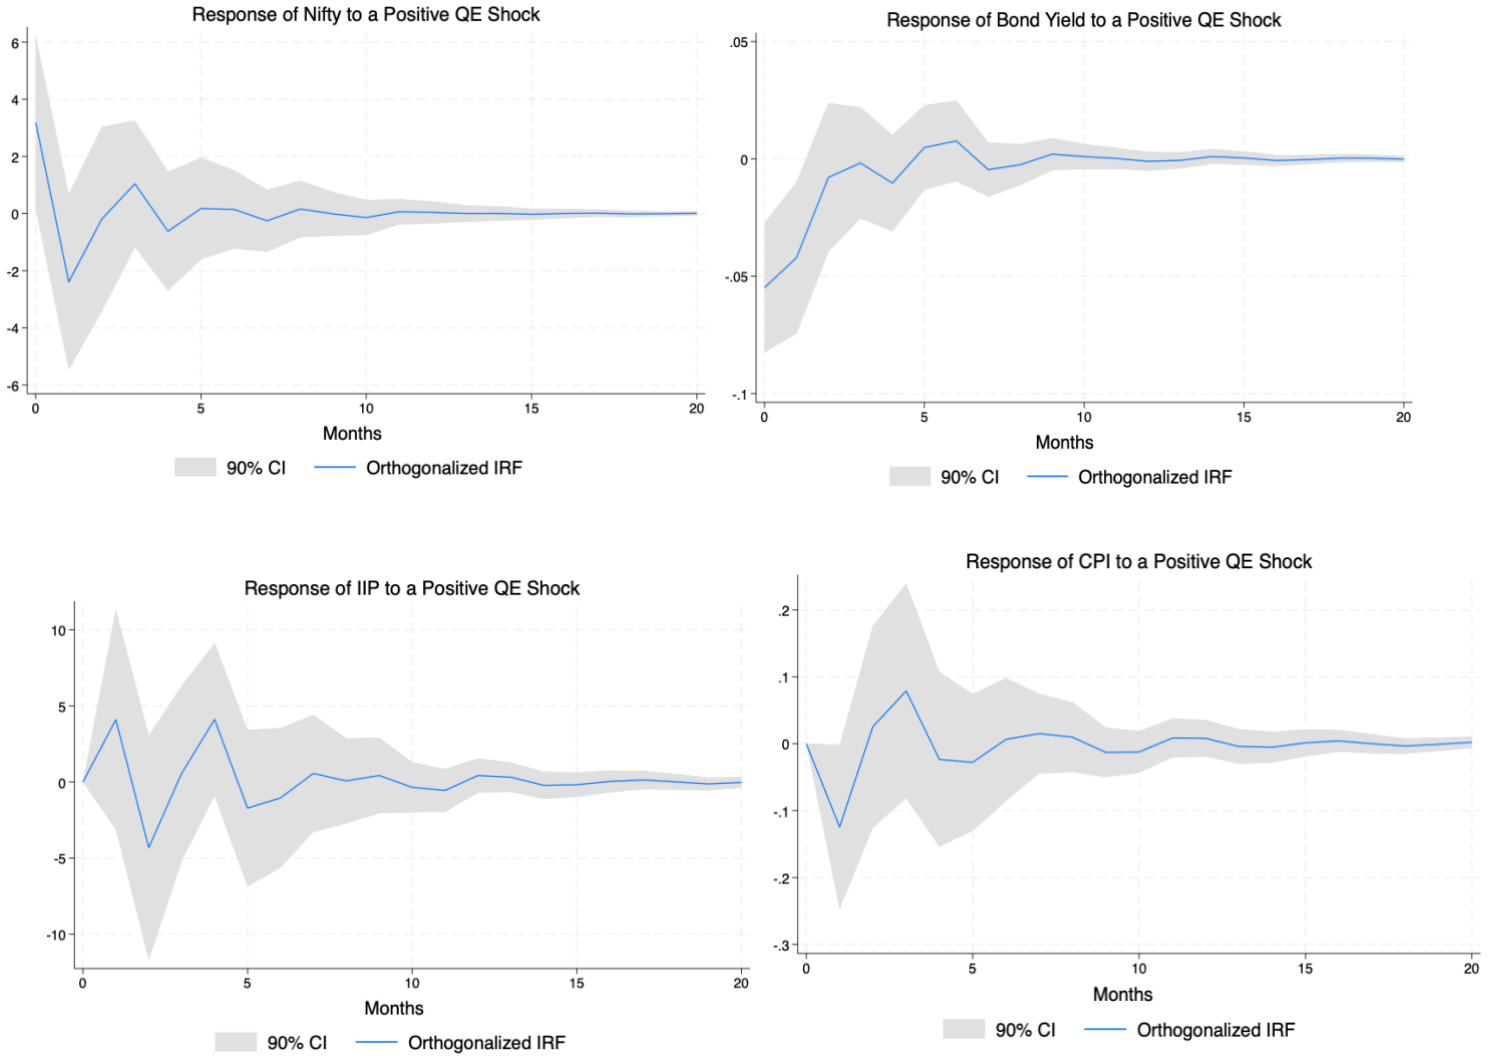 Response of Nifty to a Positive QE Shock
6
4
2
0
-2
-4
-6
0 5 10 15 20
Months
90% CI Orthogonalized IRF
Response of Bond Yield to a Positive QE Shock
.05
0
-.05
-.1
0 5 10 15 20
Months
90% CI Orthogonalized IRF
Response of IIP to a Positive QE Shock
10
5
0
-5
-10
0 5 10 15 20
Months
90% CI Orthogonalized IRF
Response of CPI to a Positive QE Shock
.2
.1
0
-.1
-.2
-.3
0 5 10 15 20
Months
90% CI Orthogonalized IRF